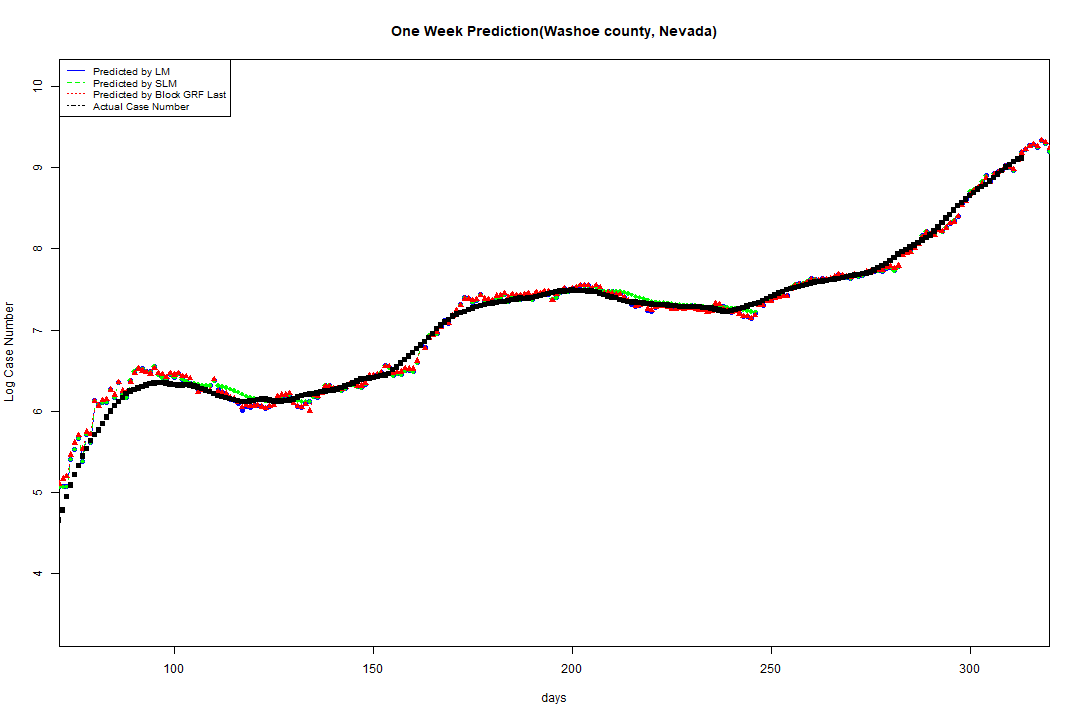 One Week Prediction(Washoe county, Nevada)
Predicted by LM
Predicted by SLM
Predicted by Block GRF Last
Actual Case Number
10
9
8
7
6
5
4
Log Case Number
100 150 200 250 300
days